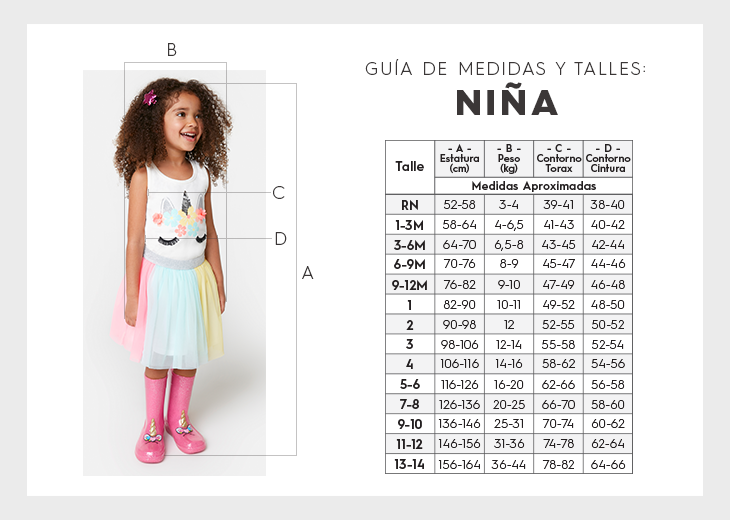 B
C
D
A
GUÍA DE MEDIDAS Y TALLES:
NIÑA
Talle - A - Estatura (cm) - B - Peso (kg) - C - Contorno Torax - D - Contorno Cintura
Medidas Aproximadas
RN 52-58 3-4 39-41 38-40
1-3M 58-64 4-6,5 41-43 40-42
3-6M 64-70 6,5-8 43-45 42-44
6-9M 70-76 8-9 45-47 44-46
9-12M 76-82 9-10 47-49 46-48
1 82-90 10-11 49-52 48-50
2 90-98 12 52-55 50-52
3 98-106 12-14 55-58 52-54
4 106-116 14-16 58-62 54-56
5-6 116-126 16-20 62-66 56-58
7-8 126-136 20-25 66-70 58-60
9-10 136-146 25-31 70-74 60-62
11-12 146-156 31-36 74-78 62-64
13-14 156-164 36-44 78-82 64-66